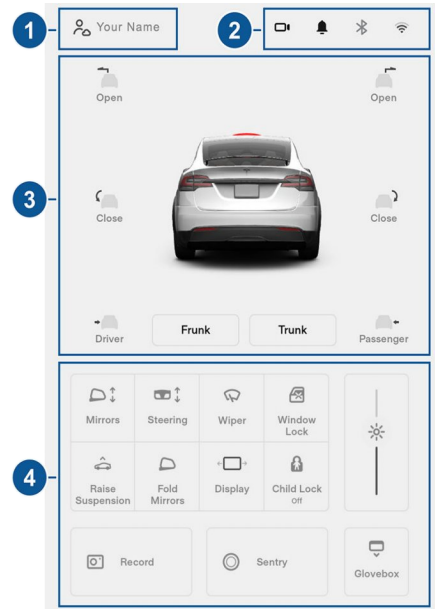 1
Your Name
2
Open
Open
3
Close
Close
Driver
Frunk
Trunk
Passenger
Mirrors
Steering
Wiper
Window
Lock
4
Raise
Suspension
Fold
Mirrors
Display
Child Lock
Off
Record
Sentry
Glovebox